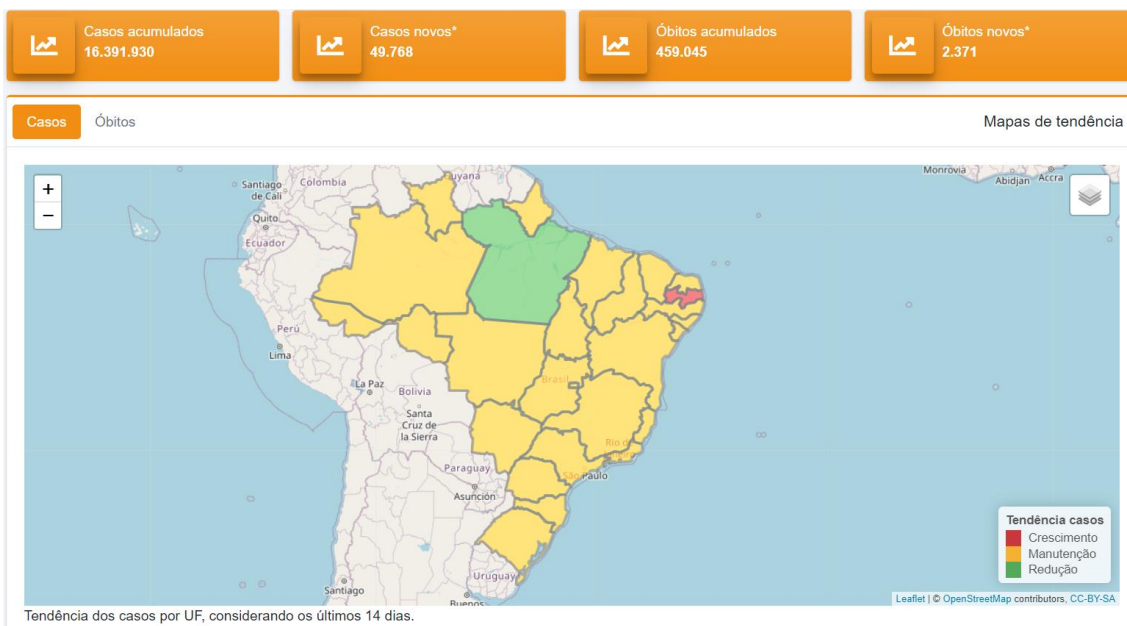 Casos acumulados
16.391.930
Casos novos*
49.768
Óbitos acumulados
459.045
Óbitos novos*
2.371
Casos
Óbitos
Mapas de tendência
+
−
Monrovia
Abidjan
Accra
Santiago
de Cali
Colombia
uyana
Quito
Ecuador
Perú
Lima
La Paz
Bolivia
Brasil
Santa
Cruz de
la Sierra
Rio d
Paraguay
São Paulo
Asunción
Uruguay
Santiago
Buenos
Tendência casos
Crescimento
Manutenção
Redução
Leaflet | © OpenStreetMap contributors, CC-BY-SA
Tendência dos casos por UF, considerando os últimos 14 dias.